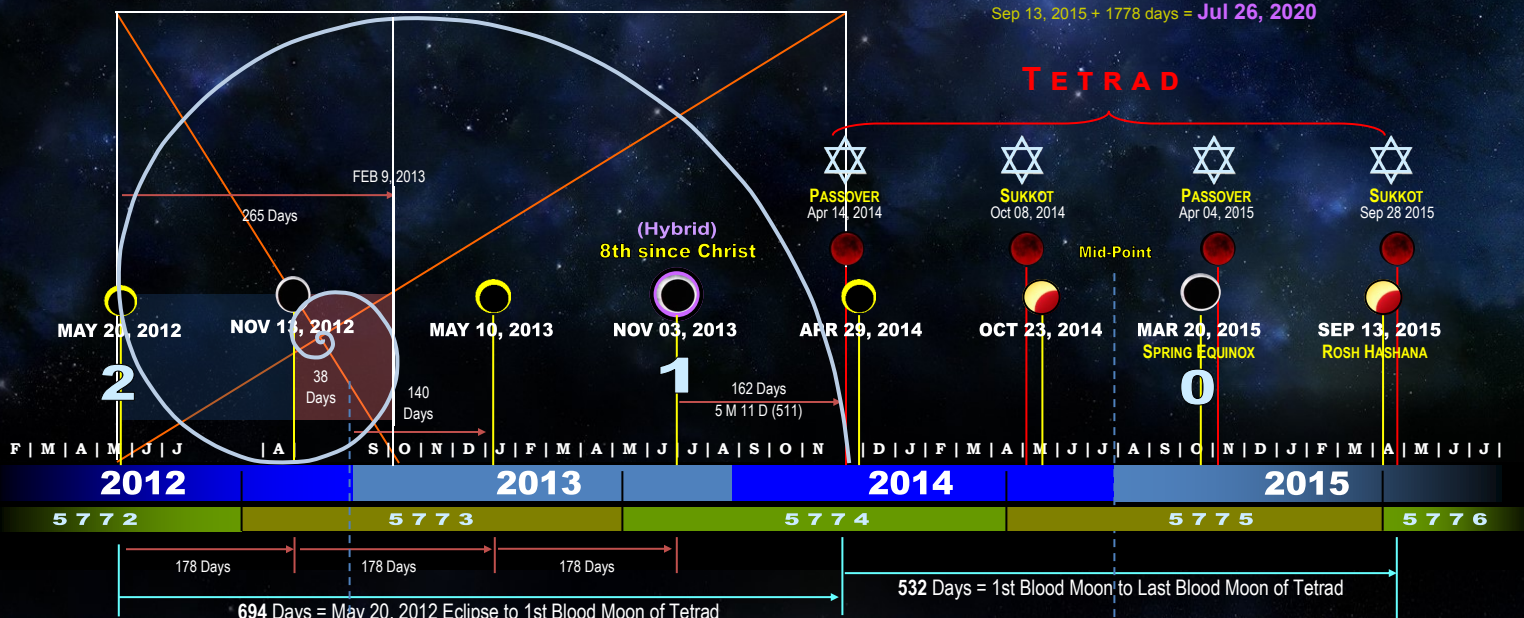 Sep 13, 2015 + 1778 days = Jul 26, 2020
TETRAD
FEB 9, 2013
265 Days
PASSOVER
Apr 14, 2014
SUKKOT
Oct 08, 2014
PASSOVER
Apr 04, 2015
SUKKOT
Sep 28 2015
(Hybrid)
8th since Christ
Mid-Point
MAY 20, 2012
NOV 13, 2012
MAY 10, 2013
NOV 03, 2013
APR 29, 2014
OCT 23, 2014
MAR 20, 2015
SPRING EQUINOX
SEP 13, 2015
ROSH HASHANA
2
1
0
38
Days
140
Days
162 Days
5 M 11 D (511)
F | M | A | M | J | J | A S | O | N | D | J | F | M | A | M | J | J | A | S | O | N | D | J | F | M | A | M | J | J | A | S | O | N | D | J | F | M | A | M | J | J |
2012 2013 2014 2015
5772 5773 5774 5775 5776
178 Days
178 Days
178 Days
532 Days = 1st Blood Moon to Last Blood Moon of Tetrad
694 Days = May 20, 2012 Eclipse to 1st Blood Moon of Tetrad